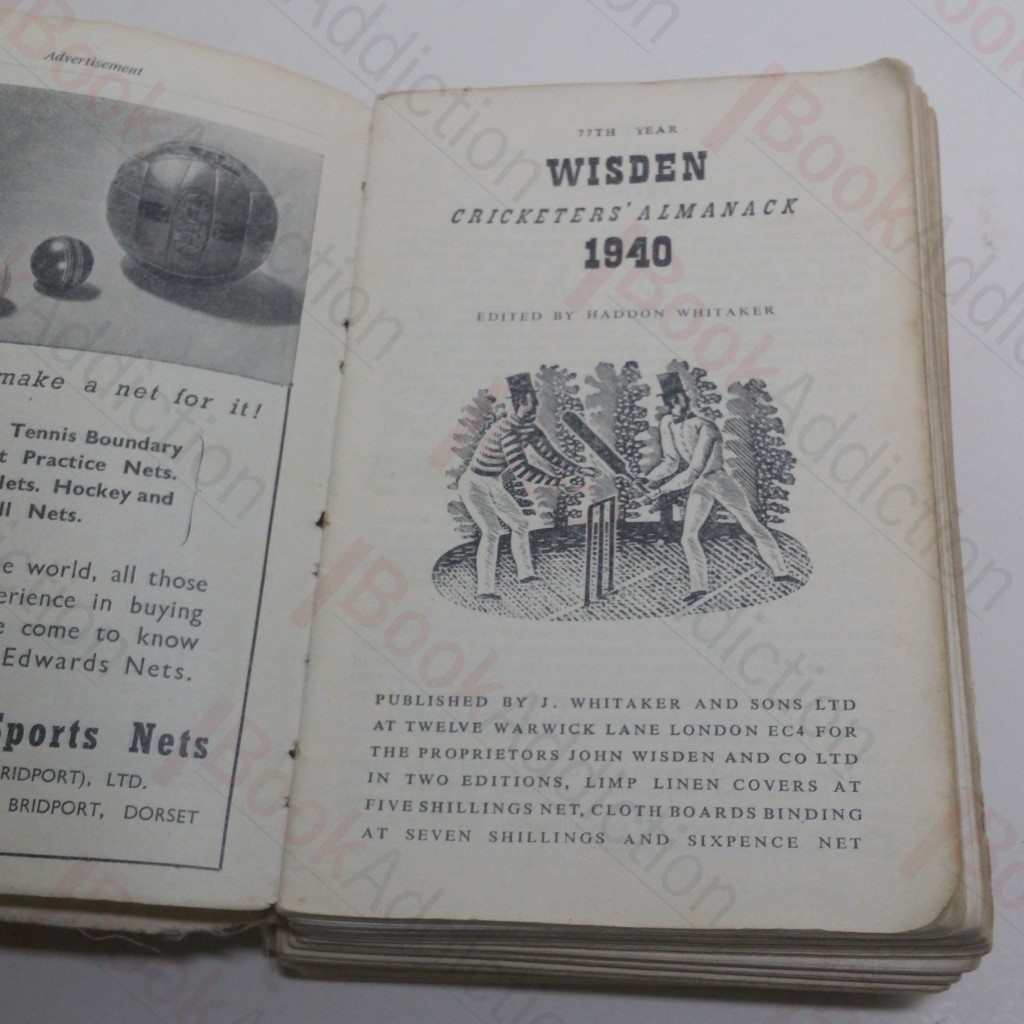 Advertisement
make a net for it!
Tennis Boundary
t Practice Nets.
Nets. Hockey and
ll Nets.
e world, all those
erience in buying
e come to know
Edwards Nets.
Sports Nets
RIDPORT), LTD.
BRIDPORT, DORSET
77TH YEAR
WISDEN
CRICKETERS' ALMANACK
1940
EDITED BY HADDON WHITAKER
PUBLISHED BY J. WHITAKER AND SONS LTD
AT TWELVE WARWICK LANE LONDON EC4 FOR
THE PROPRIETORS JOHN WISDEN AND CO LTD
IN TWO EDITIONS, LIMP LINEN COVERS AT
FIVE SHILLINGS NET, CLOTH BOARDS BINDING
AT SEVEN SHILLINGS AND SIXPENCE NET
BookAddiction